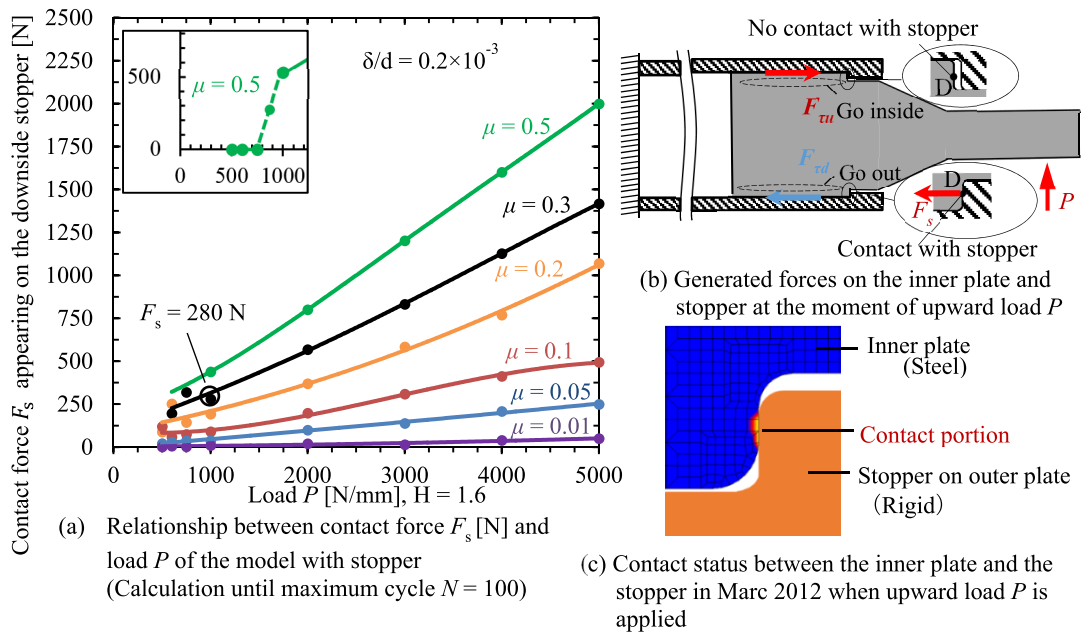 Contact force Fs appearing on the downside stopper [N]
2500
2250
2000
1750
1500
1250
1000
750
500
250
0
500
0
μ = 0.5
0 500 1000
δ/d = 0.2×10⁻³
μ = 0.5
μ = 0.3
μ = 0.2
Fs = 280 N
μ = 0.1
μ = 0.05
μ = 0.01
0 1000 2000 3000 4000 5000
Load P [N/mm], H = 1.6
(a) Relationship between contact force Fs [N] and
load P of the model with stopper
(Calculation until maximum cycle N = 100)
No contact with stopper
D
Fτu Go inside
Fτd
Go out
D
Fs
P
Contact with stopper
(b) Generated forces on the inner plate and
stopper at the moment of upward load P
Inner plate
(Steel)
Contact portion
Stopper on outer plate
(Rigid)
(c) Contact status between the inner plate and the
stopper in Marc 2012 when upward load P is
applied